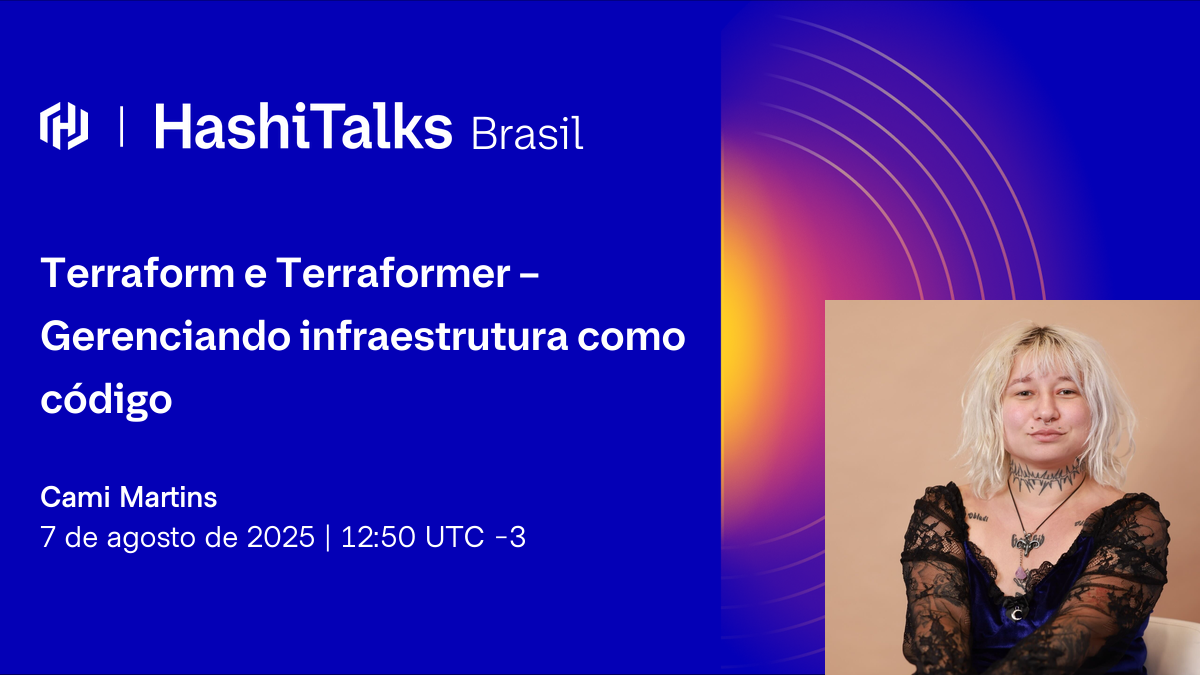 HashiTalks Brasil
Terraform e Terraformer –
Gerenciando infraestrutura como
código
Cami Martins
7 de agosto de 2025 | 12:50 UTC -3